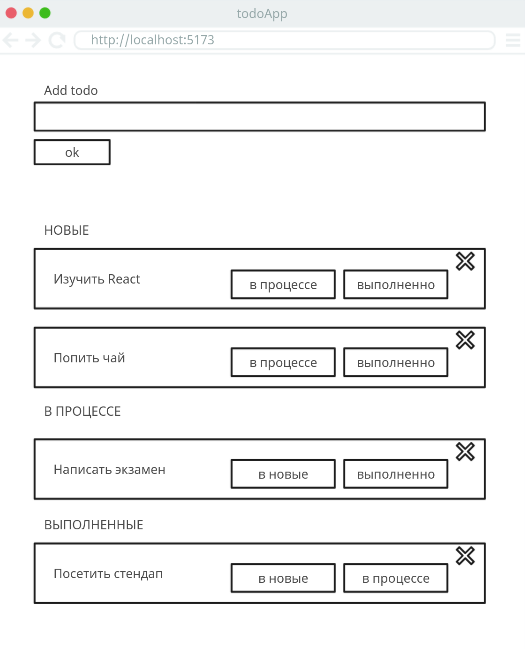 todoApp
http://localhost:5173
Add todo
ok
НОВЫЕ
Изучить React
в процессе
выполненно
Попить чай
в процессе
выполненно
В ПРОЦЕССЕ
Написать экзамен
в новые
выполненно
ВЫПОЛНЕННЫЕ
Посетить стендап
в новые
в процессе